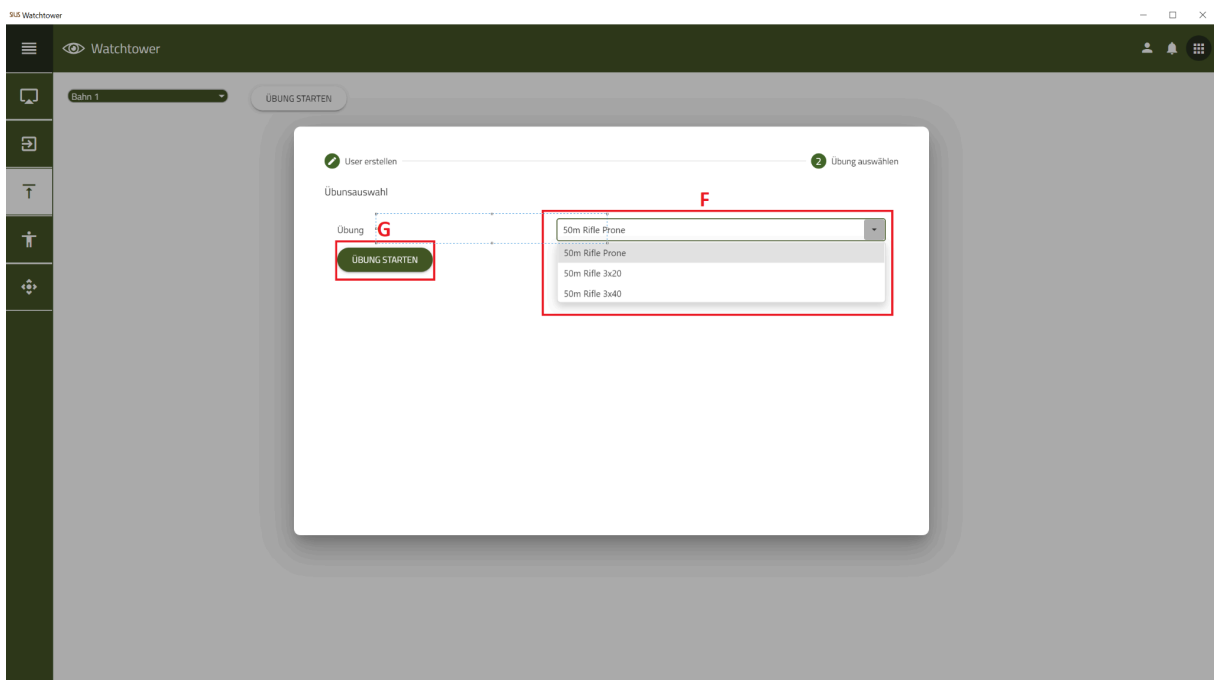 SIUS Watchtower
Watchtower
Bahn 1
ÜBUNG STARTEN
User erstellen
2 Übung auswählen
Übunsauswahl
F
Übung
G
50m Rifle Prone
50m Rifle Prone
ÜBUNG STARTEN
50m Rifle 3x20
50m Rifle 3x40